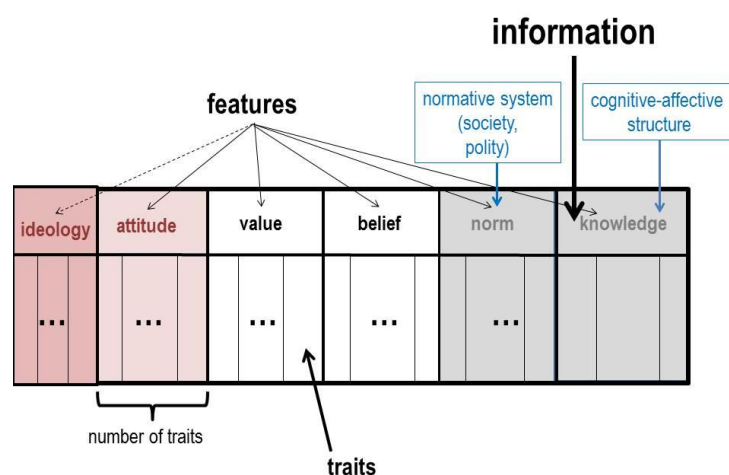 information
features
normative system
(society,
polity)
cognitive-affective
structure
ideology
attitude
value
belief
norm
knowledge
...
...
...
...
...
number of traits
traits